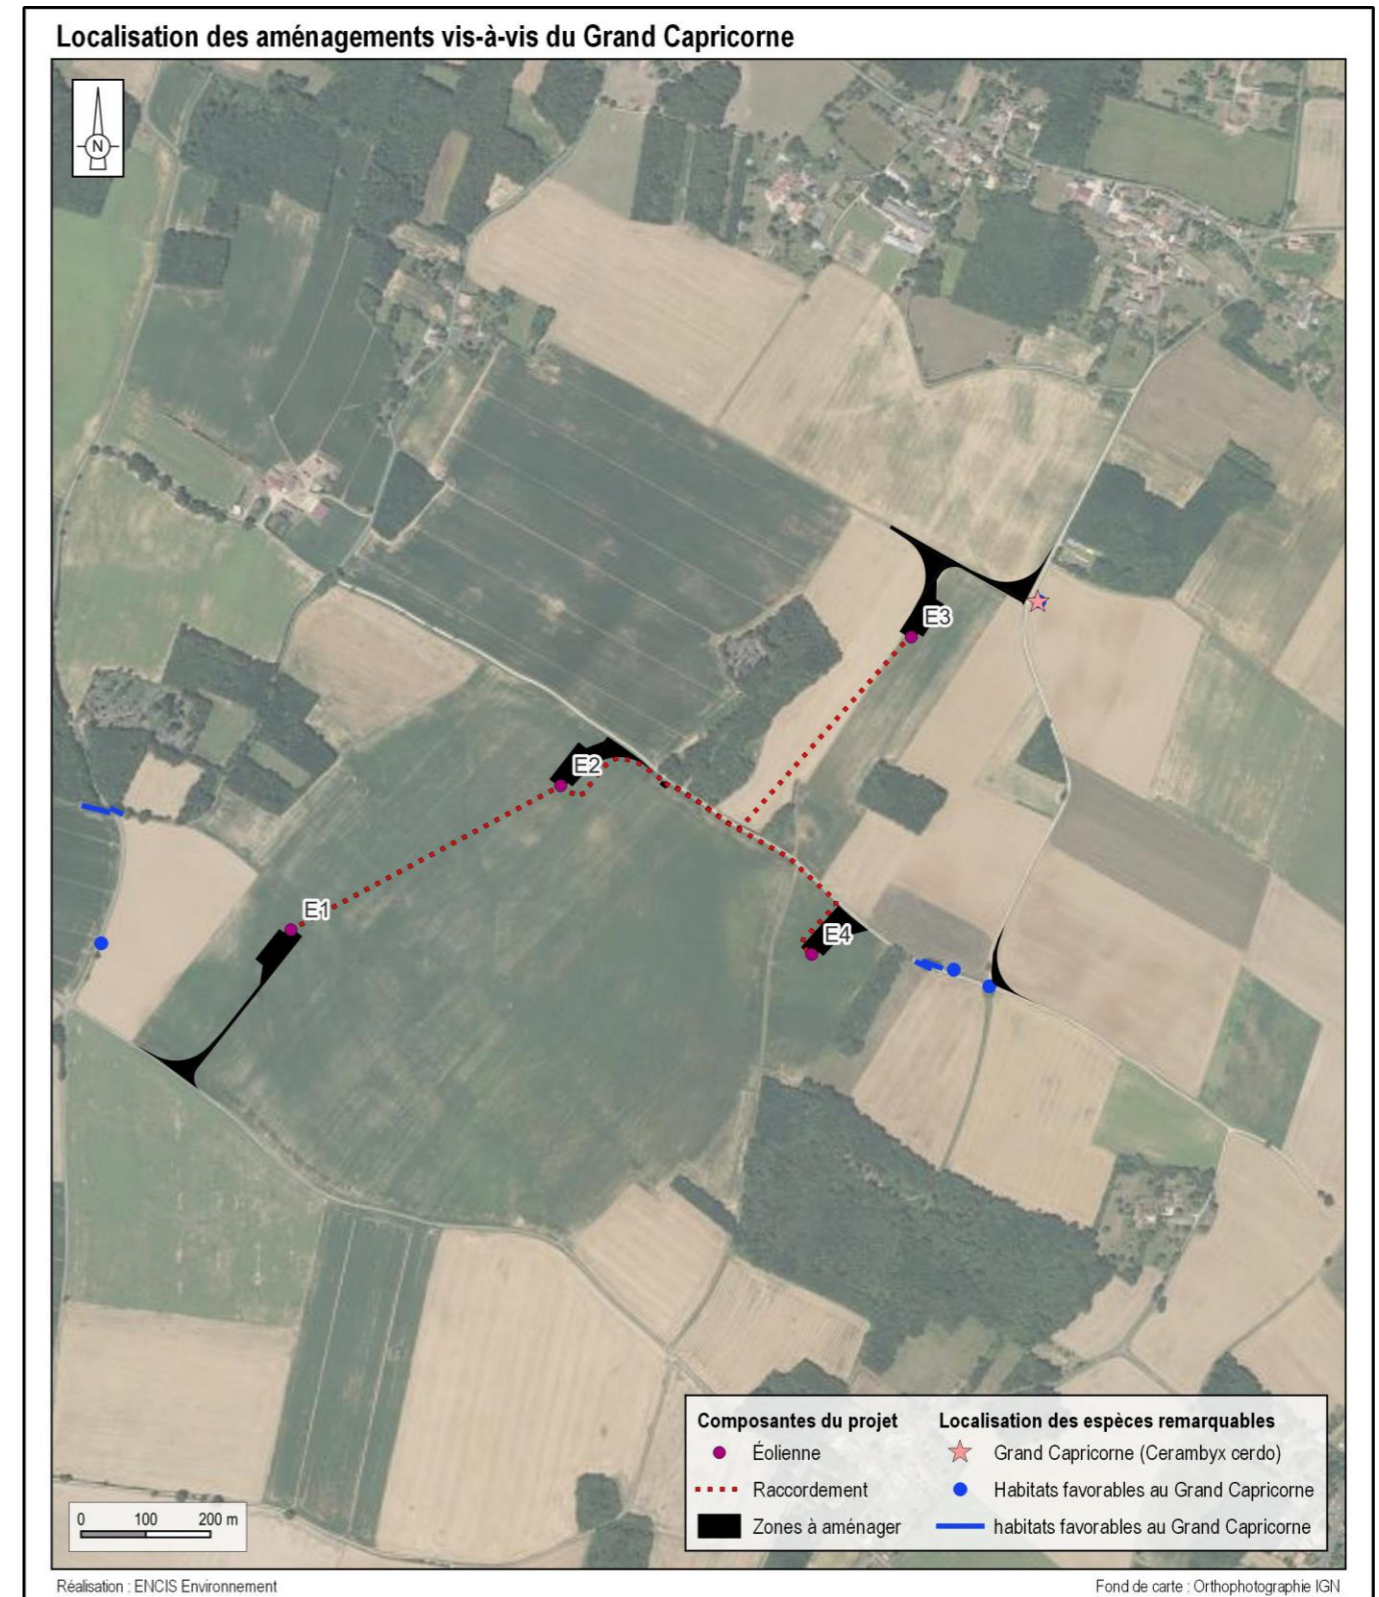 Localisation des aménagements vis-à-vis du Grand Capricorne
N
E3
E2
E1
E4
Composantes du projet
Éolienne
Raccordement
Zones à aménager
Localisation des espèces remarquables
Grand Capricorne (Cerambyx cerdo)
Habitats favorables au Grand Capricorne
habitats favorables au Grand Capricorne
0 100 200 m
Réalisation : ENCIS Environnement
Fond de carte : Orthophotographie IGN